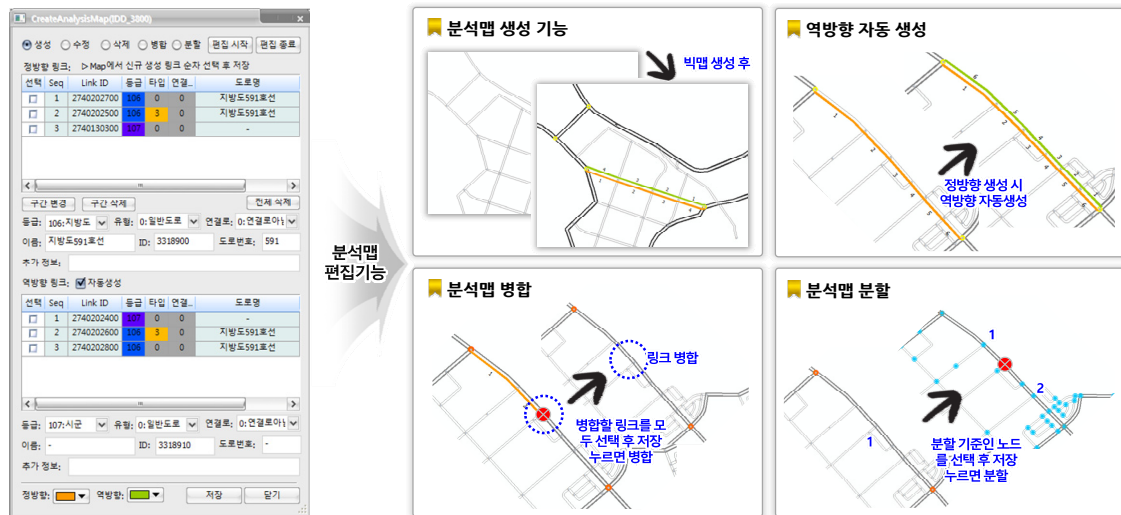 CreateAnalysisMap(IDD_3800)
생성 수정 삭제 병합 분할 편집 시작 편집 종료
정방향 링크: ▷Map에서 신규 생성 링크 순차 선택 후 저장
선택 Seq Link ID 등급 타입 연결... 도로명
1 2740202700 106 0 0 지방도591호선
2 2740202500 106 3 0 지방도591호선
3 2740130300 107 0 0 -
구간 변경 구간 삭제 전체 삭제
등급: 106:지방도 유형: 0:일반도로 연결로: 0:연결로아
이름: 지방도591호선 ID: 3318900 도로번호: 591
추가 정보:
역방향 링크: 자동생성
선택 Seq Link ID 등급 타입 연결... 도로명
1 2740202400 107 0 0 -
2 2740202600 106 3 0 지방도591호선
3 2740202800 106 0 0 지방도591호선
등급: 107:시군 유형: 0:일반도로 연결로: 0:연결로아
이름: - ID: 3318910 도로번호: -
추가 정보:
정방향: 역방향: 저장 닫기
분석맵
편집기능
분석맵 생성 기능
빅맵 생성 후
역방향 자동 생성
정방향 생성 시
역방향 자동생성
분석맵 병합
링크 병합
병합할 링크를 모
두 선택 후 저장
누르면 병합
분석맵 분할
1
2
1
분할 기준인 노드
를 선택 후 저장
누르면 분할